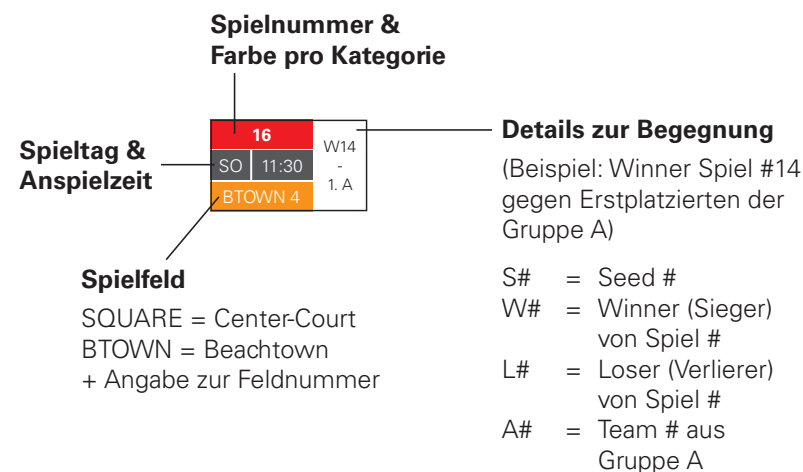 Spielnummer &
Farbe pro Kategorie
Spieltag &
Anspielzeit
16
SO 11:30
BTOWN 4
W14
-
1. A
Spielfeld
SQUARE = Center-Court
BTOWN = Beachtown
+ Angabe zur Feldnummer
Details zur Begegnung
(Beispiel: Winner Spiel #14
gegen Erstplatzierten der
Gruppe A)
S# = Seed #
W# = Winner (Sieger)
von Spiel #
L# = Loser (Verlierer)
von Spiel #
A# = Team # aus
Gruppe A